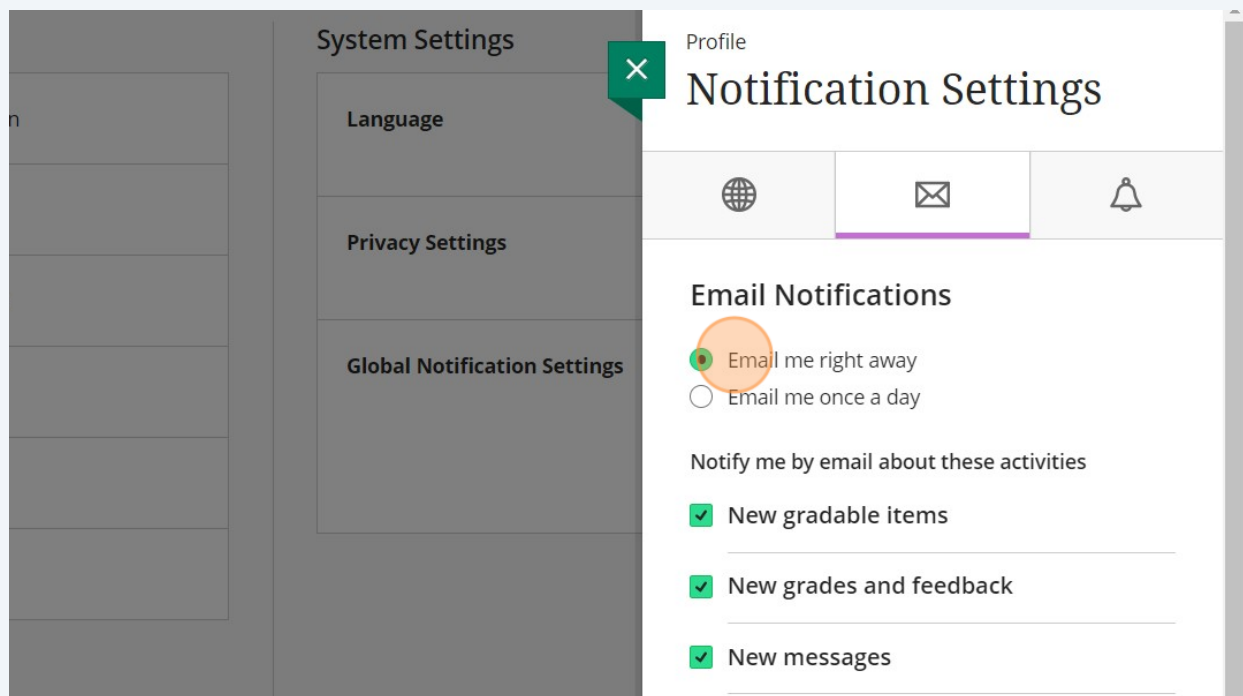 System Settings
n
Language
Privacy Settings
Global Notification Settings
Profile
Notification Settings
Email Notifications
Email me right away
Email me once a day
Notify me by email about these activities
New gradable items
New grades and feedback
New messages